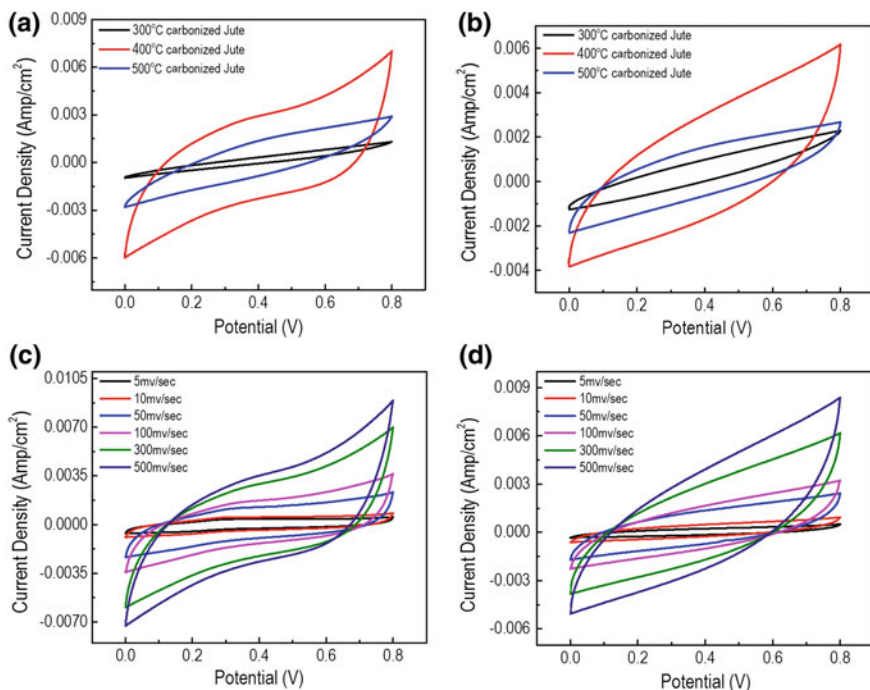 (a)
300°C carbonized Jute
400°C carbonized Jute
500°C carbonized Jute
Current Density (Amp/cm²)
0.009
0.006
0.003
0.000
-0.003
-0.006
0.0 0.2 0.4 0.6 0.8
Potential (V)
(b)
300°C carbonized Jute
400°C carbonized Jute
500°C carbonized Jute
Current Density (Amp/cm²)
0.006
0.004
0.002
0.000
-0.002
-0.004
0.0 0.2 0.4 0.6 0.8
Potential (V)
(c)
5mv/sec
10mv/sec
50mv/sec
100mv/sec
300mv/sec
500mv/sec
Current Density (Amp/cm²)
0.0105
0.0070
0.0035
0.0000
-0.0035
-0.0070
0.0 0.2 0.4 0.6 0.8
Potential (V)
(d)
5mv/sec
10mv/sec
50mv/sec
100mv/sec
300mv/sec
500mv/sec
Current Density (Amp/cm²)
0.009
0.006
0.003
0.000
-0.003
-0.006
0.0 0.2 0.4 0.6 0.8
Potential (V)